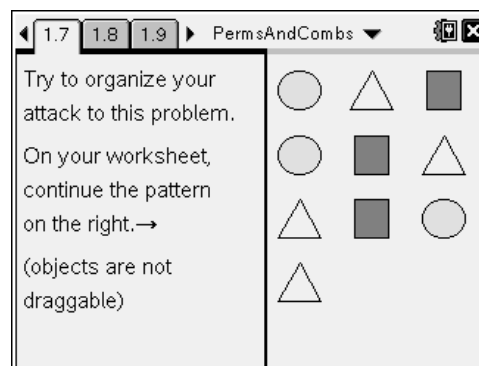 1.7 1.8 1.9 PermsAndCombs
Try to organize your
attack to this problem.
On your worksheet,
continue the pattern
on the right.→
(objects are not
draggable)